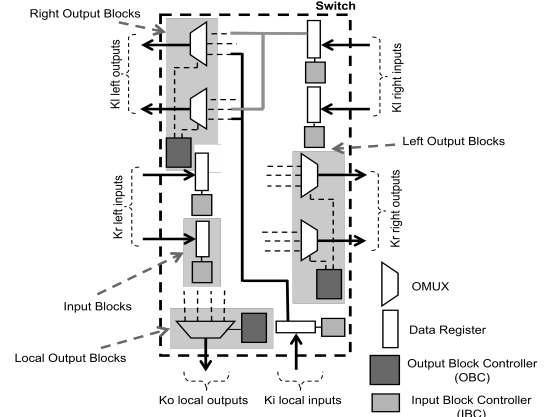 Switch
Right Output Blocks
Kl left outputs
Kl right inputs
Left Output Blocks
Kr left inputs
Kr right outputs
Input Blocks
OMUX
Data Register
Local Output Blocks
Output Block Controller
(OBC)
Ko local outputs
Ki local inputs
Input Block Controller
(IBC)